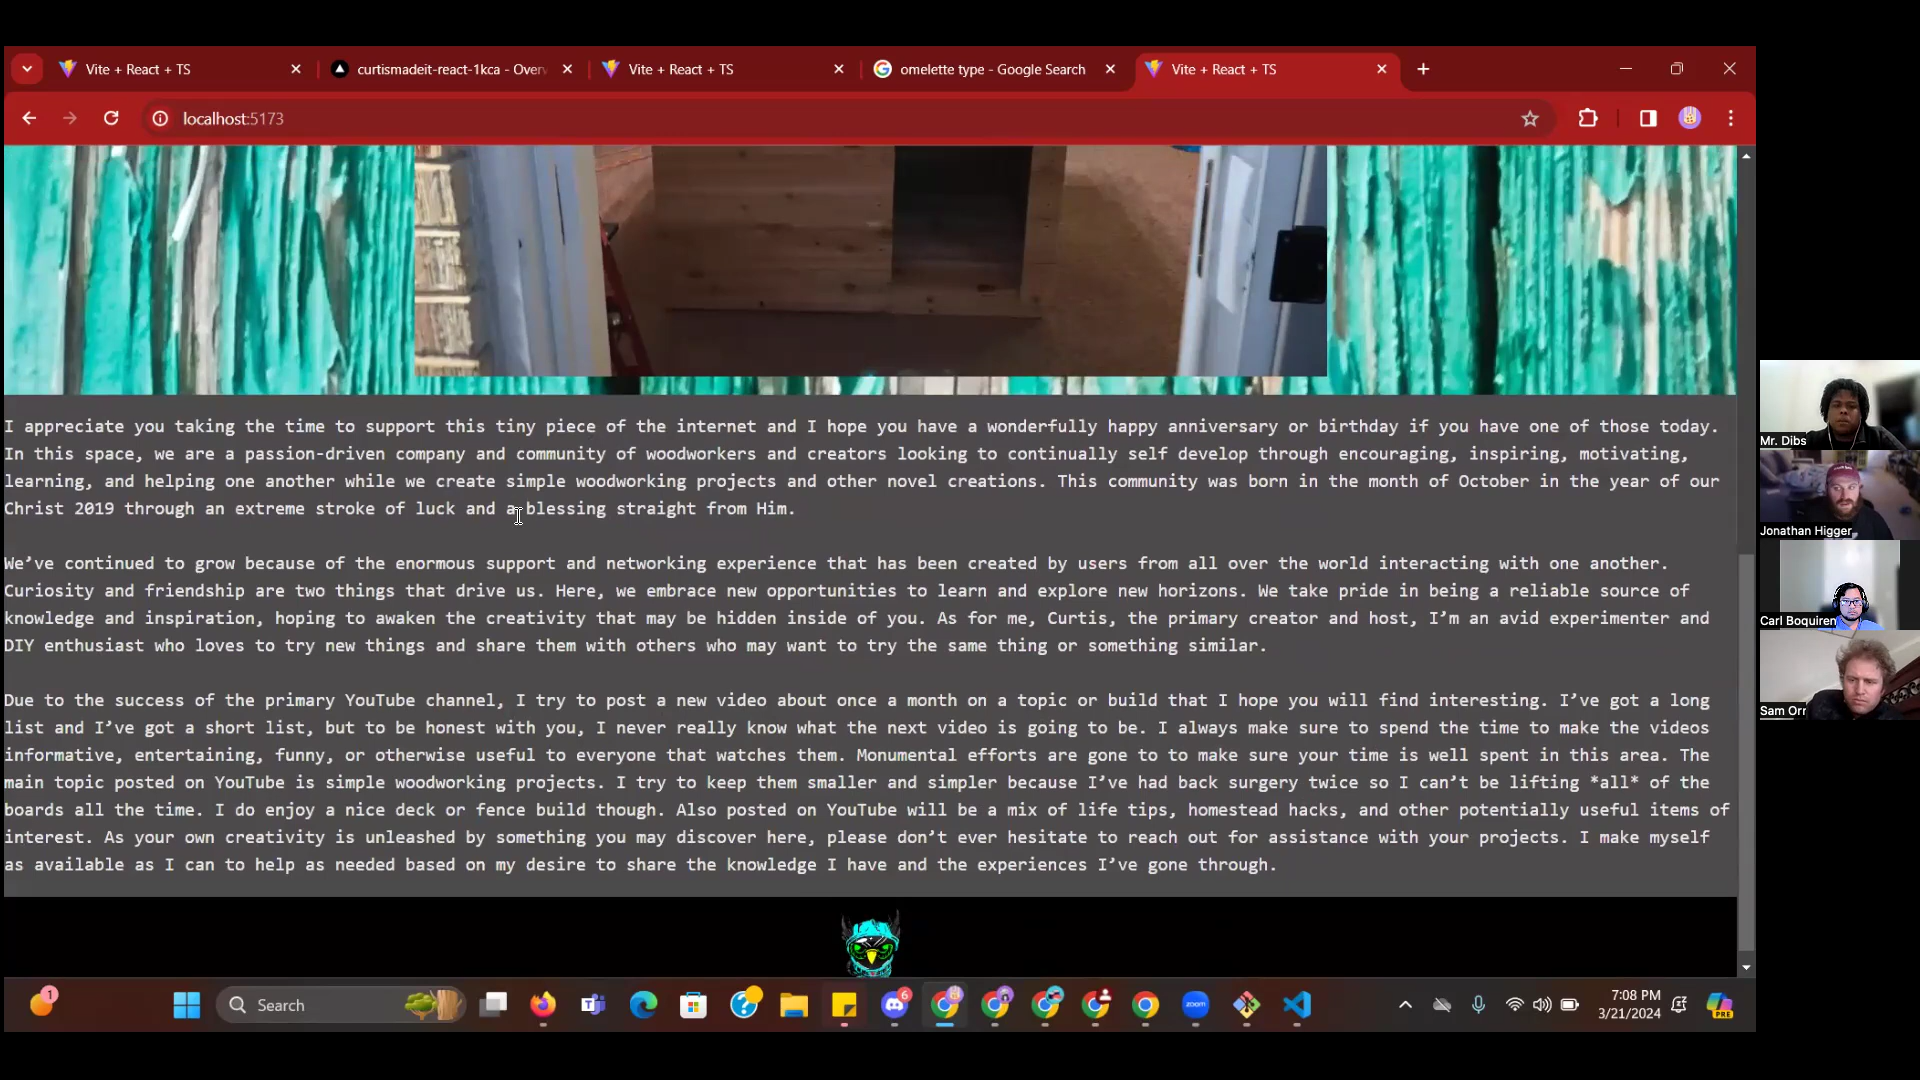 Vite + React + TS
curtismadeit-react-1kca - Overv
Vite + React + TS
omelette type - Google Search
Vite + React + TS
localhost:5173
I appreciate you taking the time to support this tiny piece of the internet and I hope you have a wonderfully happy anniversary or birthday if you have one of those today.
In this space, we are a passion-driven company and community of woodworkers and creators looking to continually self develop through encouraging, inspiring, motivating,
learning, and helping one another while we create simple woodworking projects and other novel creations. This community was born in the month of October in the year of our
Christ 2019 through an extreme stroke of luck and a blessing straight from Him.
We’ve continued to grow because of the enormous support and networking experience that has been created by users from all over the world interacting with one another.
Curiosity and friendship are two things that drive us. Here, we embrace new opportunities to learn and explore new horizons. We take pride in being a reliable source of
knowledge and inspiration, hoping to awaken the creativity that may be hidden inside of you. As for me, Curtis, the primary creator and host, I’m an avid experimenter and
DIY enthusiast who loves to try new things and share them with others who may want to try the same thing or something similar.
Due to the success of the primary YouTube channel, I try to post a new video about once a month on a topic or build that I hope you will find interesting. I’ve got a long
list and I’ve got a short list, but to be honest with you, I never really know what the next video is going to be. I always make sure to spend the time to make the videos
informative, entertaining, funny, or otherwise useful to everyone that watches them. Monumental efforts are gone to to make sure your time is well spent in this area. The
main topic posted on YouTube is simple woodworking projects. I try to keep them smaller and simpler because I’ve had back surgery twice so I can’t be lifting *all* of the
boards all the time. I do enjoy a nice deck or fence build though. Also posted on YouTube will be a mix of life tips, homestead hacks, and other potentially useful items of
interest. As your own creativity is unleashed by something you may discover here, please don’t ever hesitate to reach out for assistance with your projects. I make myself
as available as I can to help as needed based on my desire to share the knowledge I have and the experiences I’ve gone through.
Mr. Dibs
Jonathan Higger
Carl Boquiren
Sam Orr
1
Search
6
zoom
7:08 PM
3/21/2024
PRE